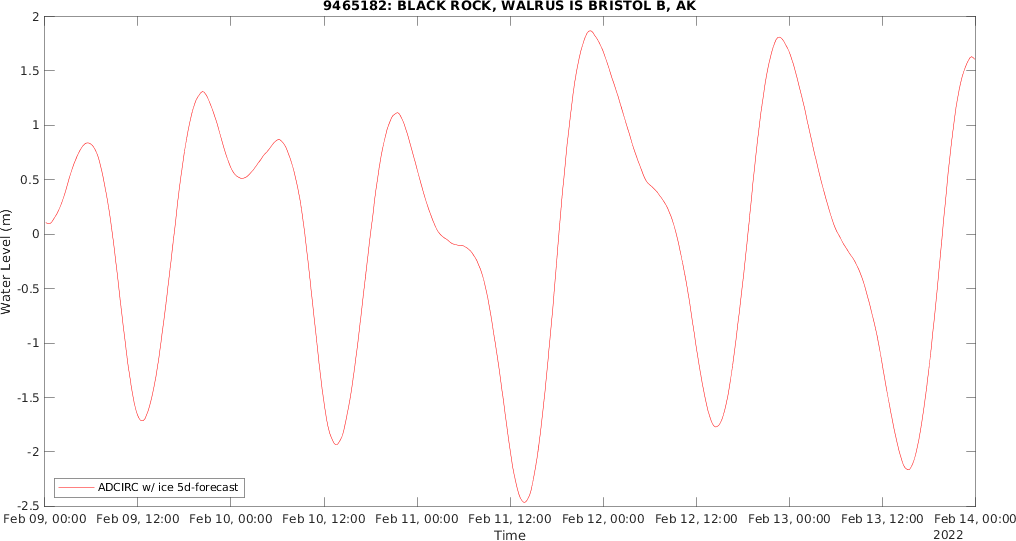 9465182: BLACK ROCK, WALRUS IS BRISTOL B, AK
2
1.5
1
0.5
0
-0.5
-1
-1.5
-2
-2.5
Water Level (m)
ADCIRC w/ ice 5d-forecast
Feb 09, 00:00 Feb 09, 12:00 Feb 10, 00:00 Feb 10, 12:00 Feb 11, 00:00 Feb 11, 12:00 Feb 12, 00:00 Feb 12, 12:00 Feb 13, 00:00 Feb 13, 12:00 Feb 14, 00:00
Time
2022